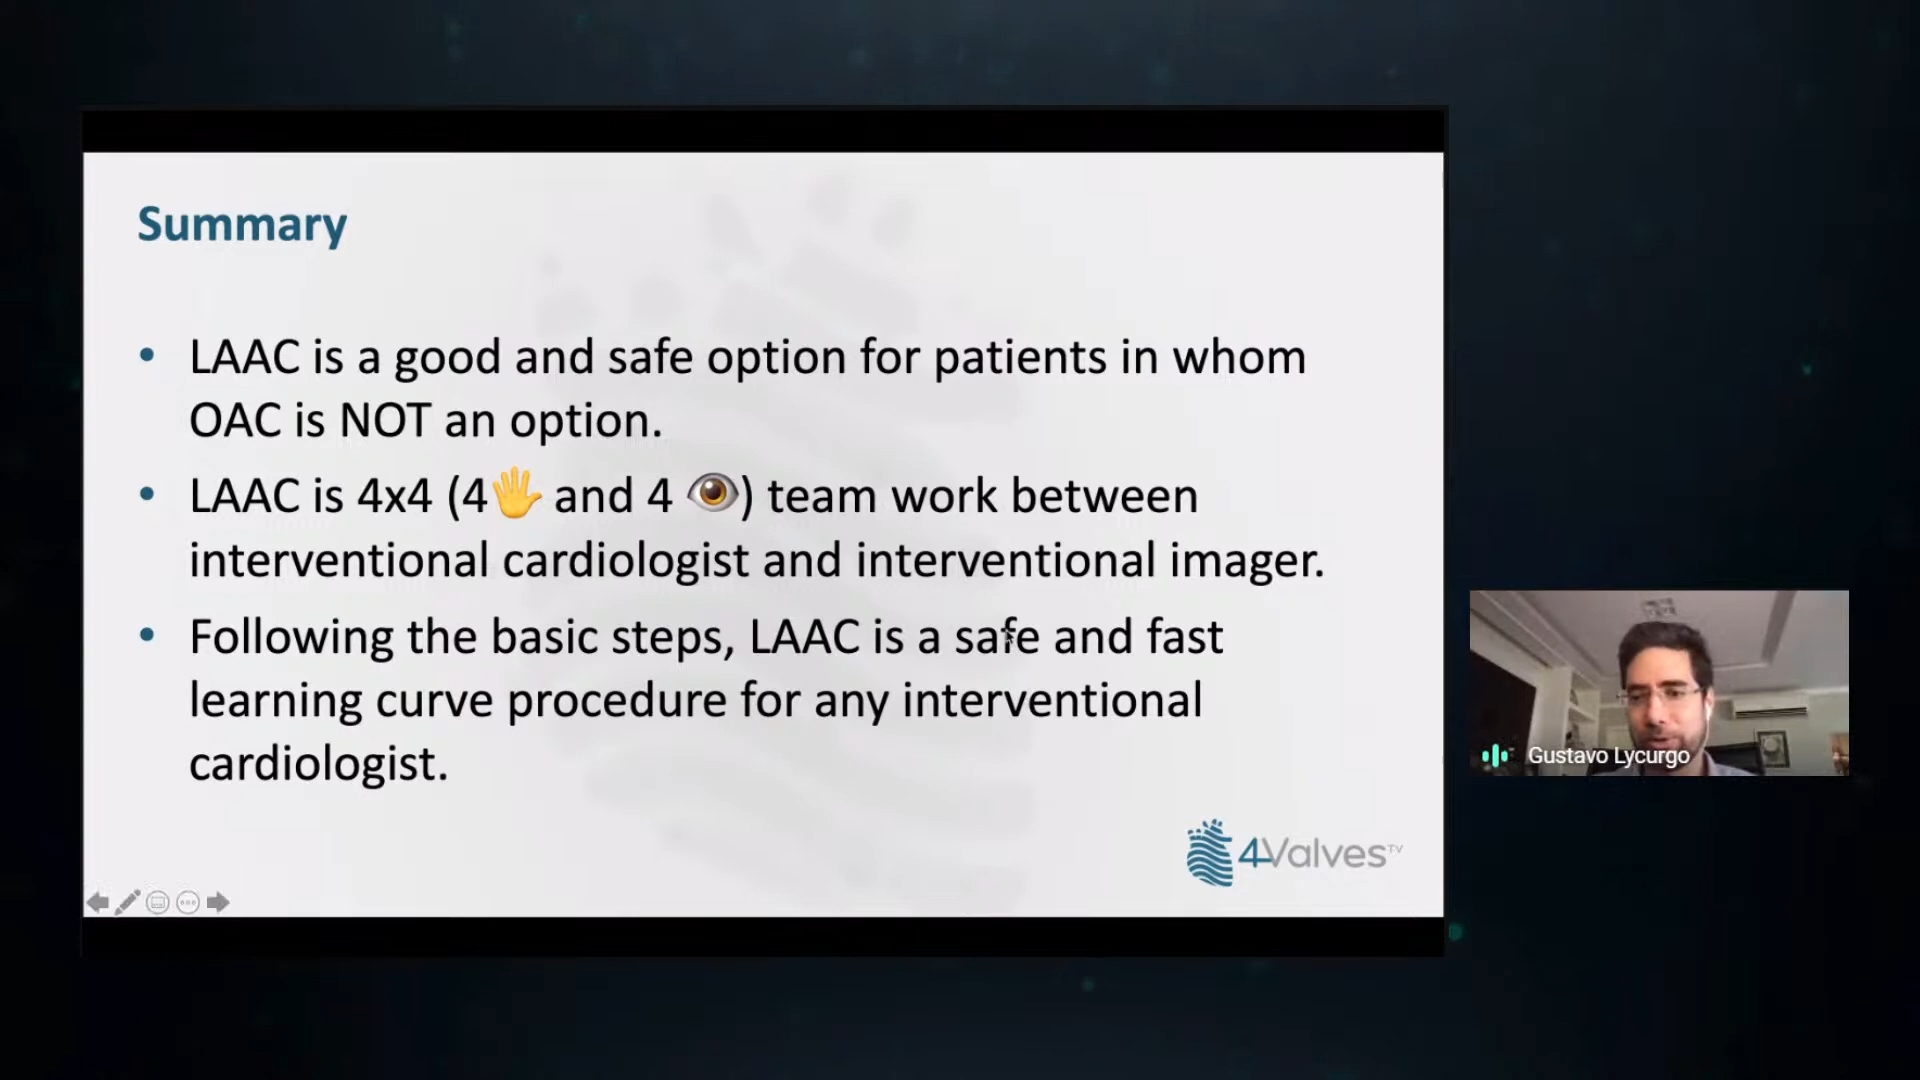 Summary
• LAAC is a good and safe option for patients in whom
OAC is NOT an option.
• LAAC is 4x4 (4🖐 and 4 👁) team work between
interventional cardiologist and interventional imager.
• Following the basic steps, LAAC is a safe and fast
learning curve procedure for any interventional
cardiologist.
4Valves TV
Gustavo Lycurgo